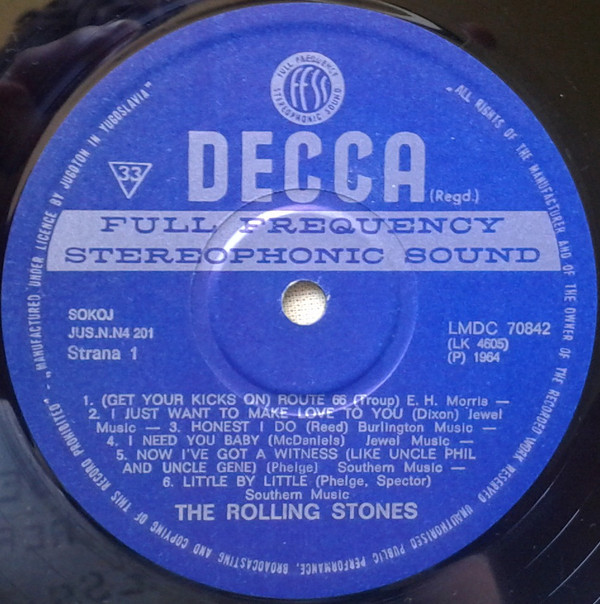 FULL FREQUENCY
ffss
STEREOPHONIC SOUND
DECCA (Regd.)
33
FULL FREQUENCY
STEREOPHONIC SOUND
SOKOJ
JUS.N.N4 201
Strana 1
LMDC 70842
(LK 4605)
(P) 1964
1. (GET YOUR KICKS ON) ROUTE 66 (Troup) E. H. Morris —
2. I JUST WANT TO MAKE LOVE TO YOU (Dixon) Jewel
Music — 3. HONEST I DO (Reed) Burlington Music —
4. I NEED YOU BABY (McDaniels) Jewel Music —
5. NOW I'VE GOT A WITNESS (LIKE UNCLE PHIL
AND UNCLE GENE) (Phelge) Southern Music —
6. LITTLE BY LITTLE (Phelge, Spector)
Southern Music
THE ROLLING STONES
"MANUFACTURED UNDER LICENCE BY JUGOTON IN YUGOSLAVIA"
"ALL RIGHTS OF THE MANUFACTURER AND OF THE OWNER OF THE RECORDED WORK RESERVED UNAUTHORISED PUBLIC PERFORMANCE, BROADCASTING AND COPYING OF THIS RECORD PROHIBITED"